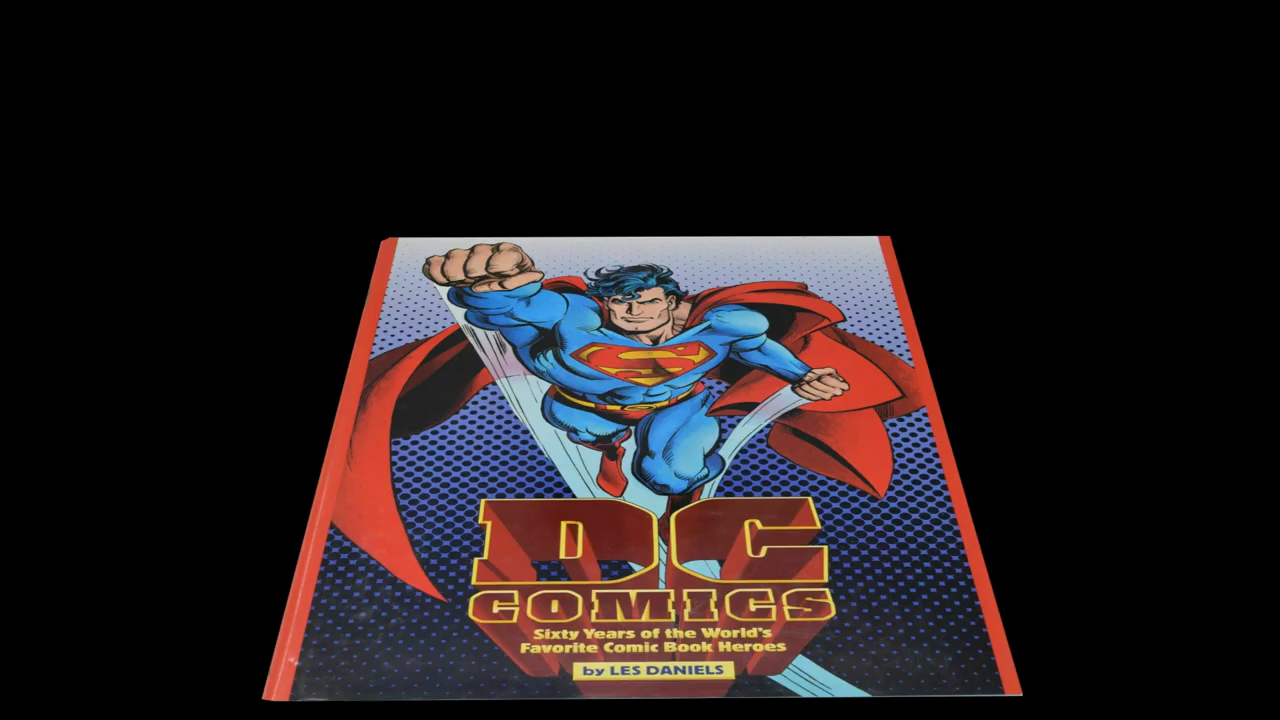 DC
COMICS
Sixty Years of the World's
Favorite Comic Book Heroes
by LES DANIELS